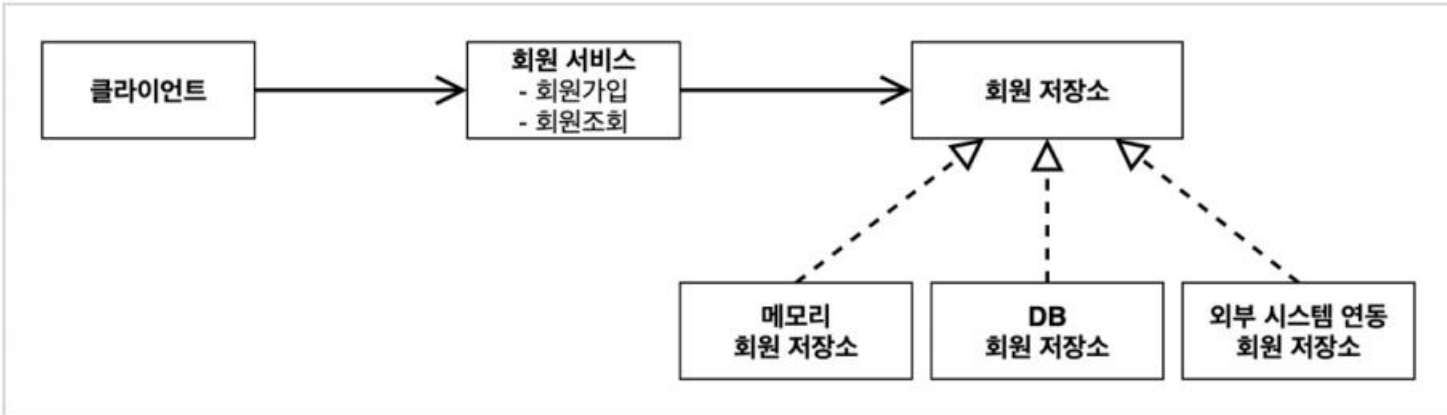 클라이언트
회원 서비스
- 회원가입
- 회원조회
회원 저장소
메모리
회원 저장소
DB
회원 저장소
외부 시스템 연동
회원 저장소